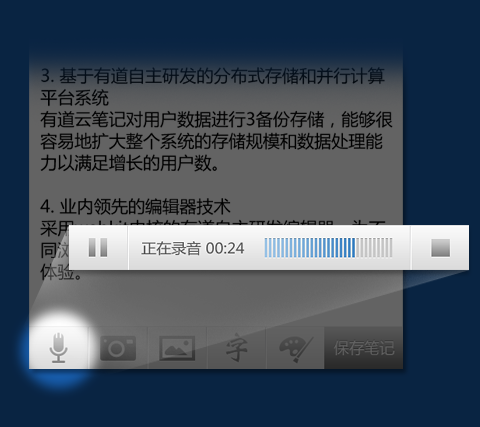 3. 基于有道自主研发的分布式存储和并行计算
平台系统
有道云笔记对用户数据进行3备份存储，能够很
容易地扩大整个系统的存储规模和数据处理能
力以满足增长的用户数。
4. 业内领先的编辑器技术
采用
正在录音 00:24
体验。
字
保存笔记